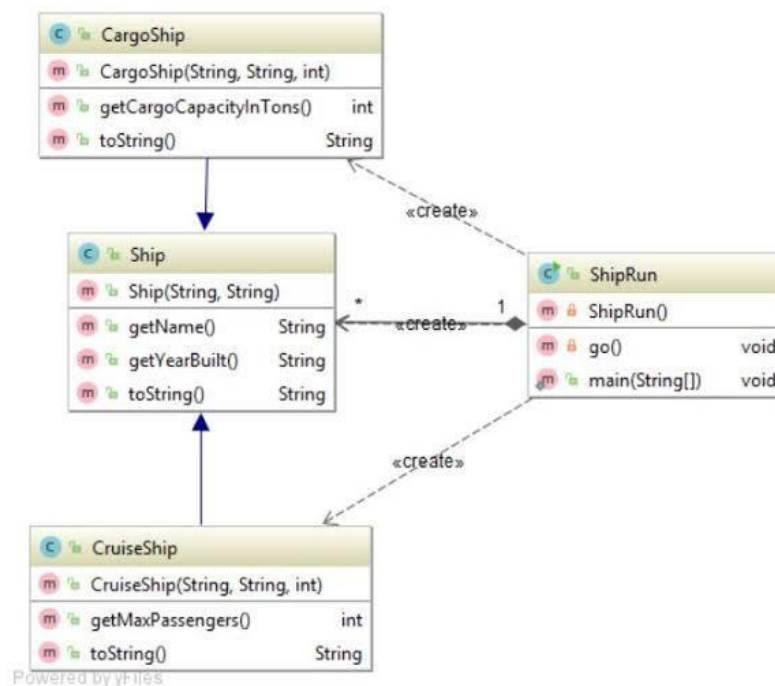 CargoShip
CargoShip(String, String, int)
getCargoCapacityInTons() int
toString() String
«create»
Ship
Ship(String, String)
getName() String
getYearBuilt() String
toString() String
* «create» 1
ShipRun
ShipRun()
go() void
main(String[]) void
«create»
CruiseShip
CruiseShip(String, String, int)
getMaxPassengers() int
toString() String
Powered by yFiles